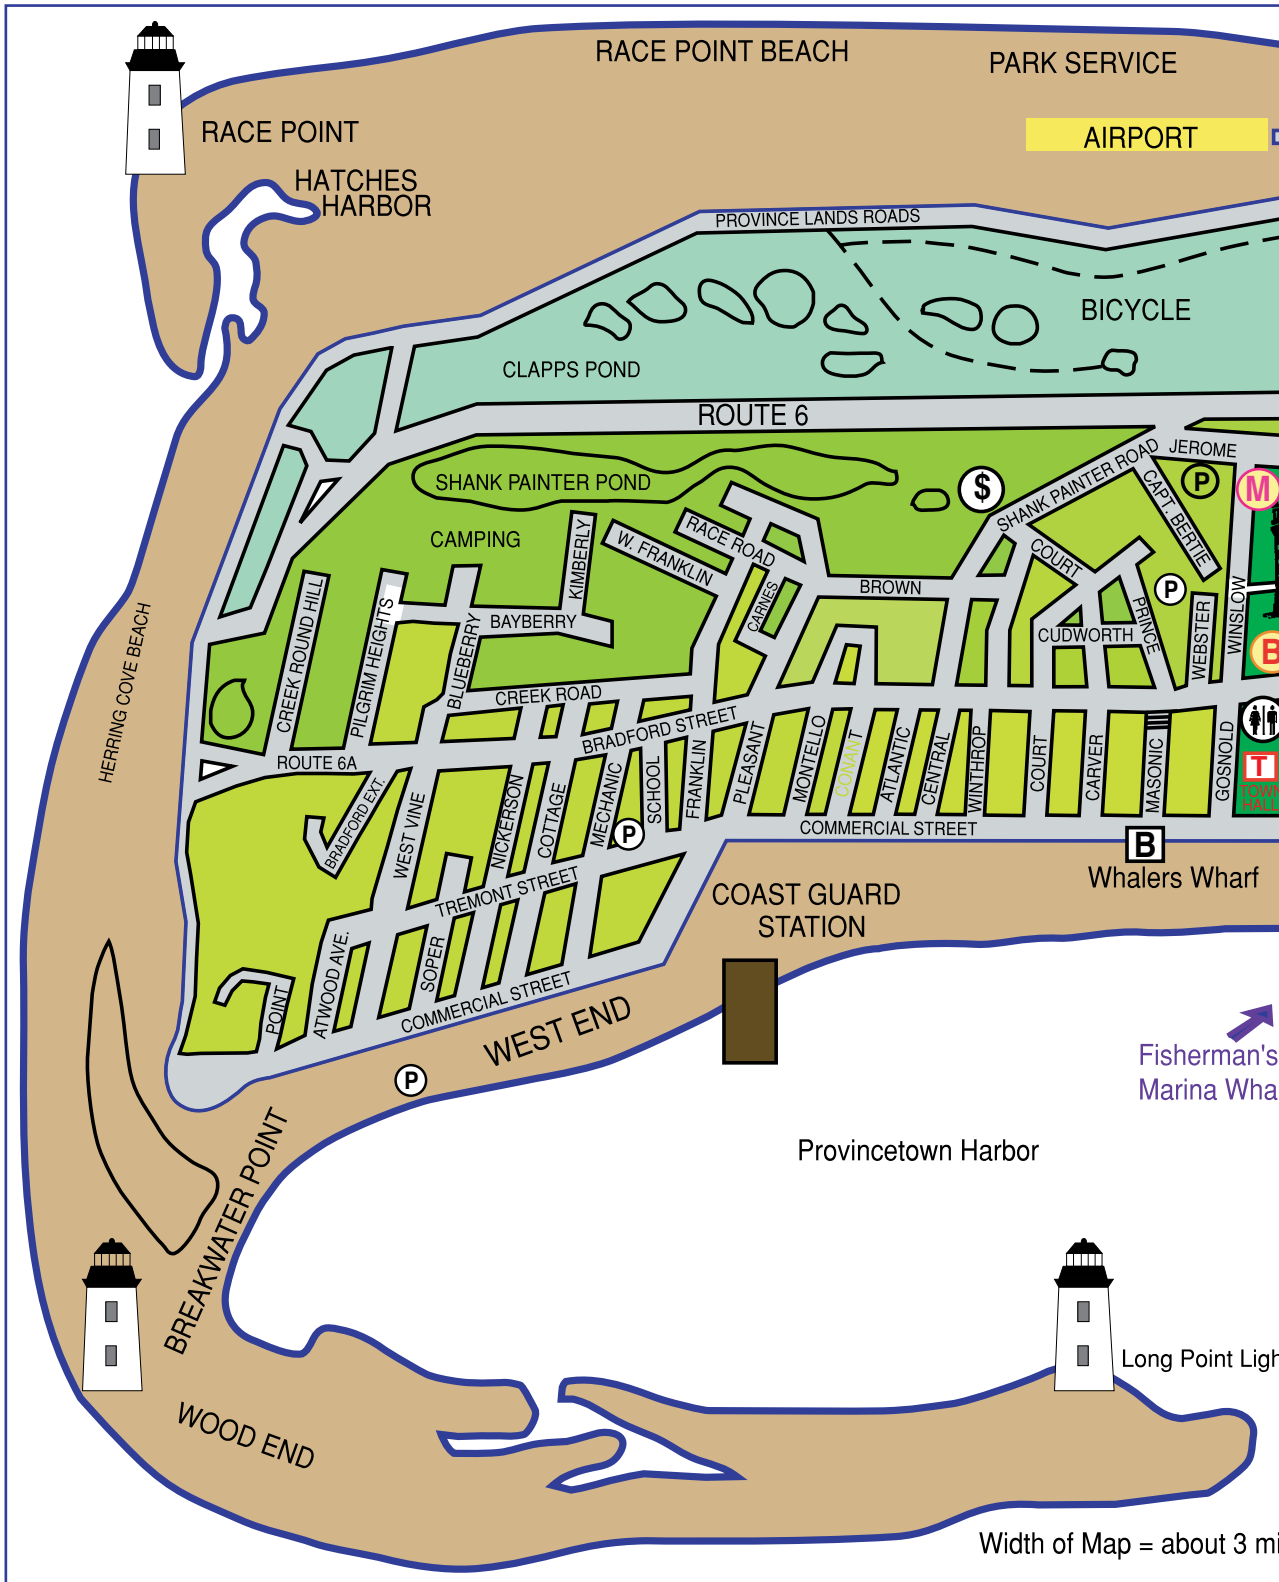 RACE POINT BEACH
PARK SERVICE
AIRPORT
RACE POINT
HATCHES
HARBOR
PROVINCE LANDS ROADS
BICYCLE
CLAPPS POND
ROUTE 6
SHANK PAINTER POND
CAMPING
$
SHANK PAINTER ROAD
JEROME
P
M
CAPT. BERTIE
KIMBERLY
W. FRANKLIN
RACE ROAD
COURT
BROWN
CARNES
P
PRINCE
CUDWORTH
WEBSTER
WINSLOW
B
HERRING COVE BEACH
CREEK ROUND HILL
PILGRIM HEIGHTS
BLUEBERRY
BAYBERRY
CREEK ROAD
BRADFORD STREET
ROUTE 6A
BRADFORD EXT.
WEST VINE
NICKERSON
COTTAGE
MECHANIC
P
SCHOOL
FRANKLIN
PLEASANT
MONTELLO
CONANT
ATLANTIC
CENTRAL
WINTHROP
COURT
CARVER
MASONIC
GOSNOLD
T
TOWN
HALL
COMMERCIAL STREET
B
Whalers Wharf
TREMONT STREET
COAST GUARD
STATION
SOPER
ATWOOD AVE.
POINT
COMMERCIAL STREET
WEST END
P
Fisherman's
Marina Wha
Provincetown Harbor
BREAKWATER POINT
Long Point Ligh
WOOD END
Width of Map = about 3 mi